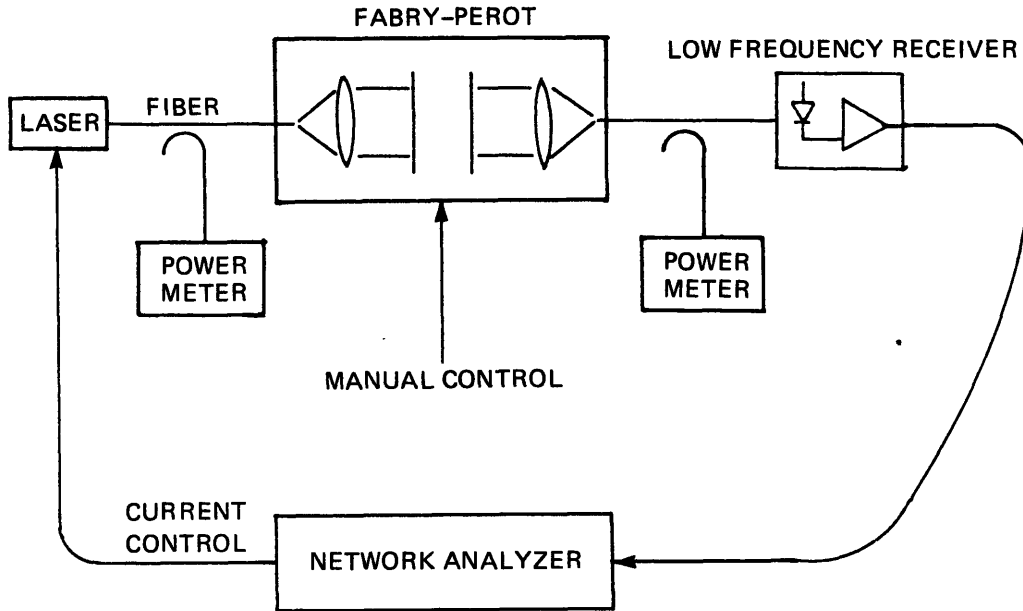 FABRY-PEROT
LOW FREQUENCY RECEIVER
LASER
FIBER
POWER
METER
POWER
METER
MANUAL CONTROL
CURRENT
CONTROL
NETWORK ANALYZER